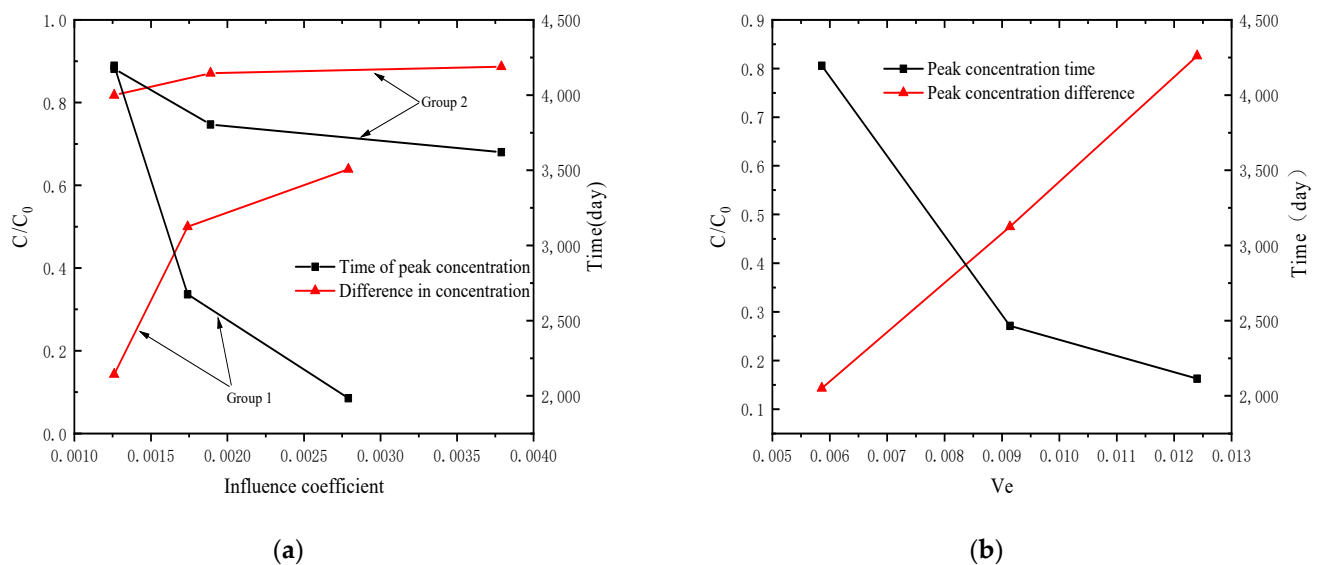 1.0
0.8
0.6
0.4
0.2
0.0
C/C0
4,500
4,000
3,500
3,000
2,500
2,000
Time(day)
Group 2
Time of peak concentration
Difference in concentration
Group 1
0.0010 0.0015 0.0020 0.0025 0.0030 0.0035 0.0040
Influence coefficient
(a)
0.9
0.8
0.7
0.6
0.5
0.4
0.3
0.2
0.1
C/C0
4,500
4,000
3,500
3,000
2,500
2,000
Time（day）
Peak concentration time
Peak concentration difference
0.005 0.006 0.007 0.008 0.009 0.010 0.011 0.012 0.013
Ve
(b)